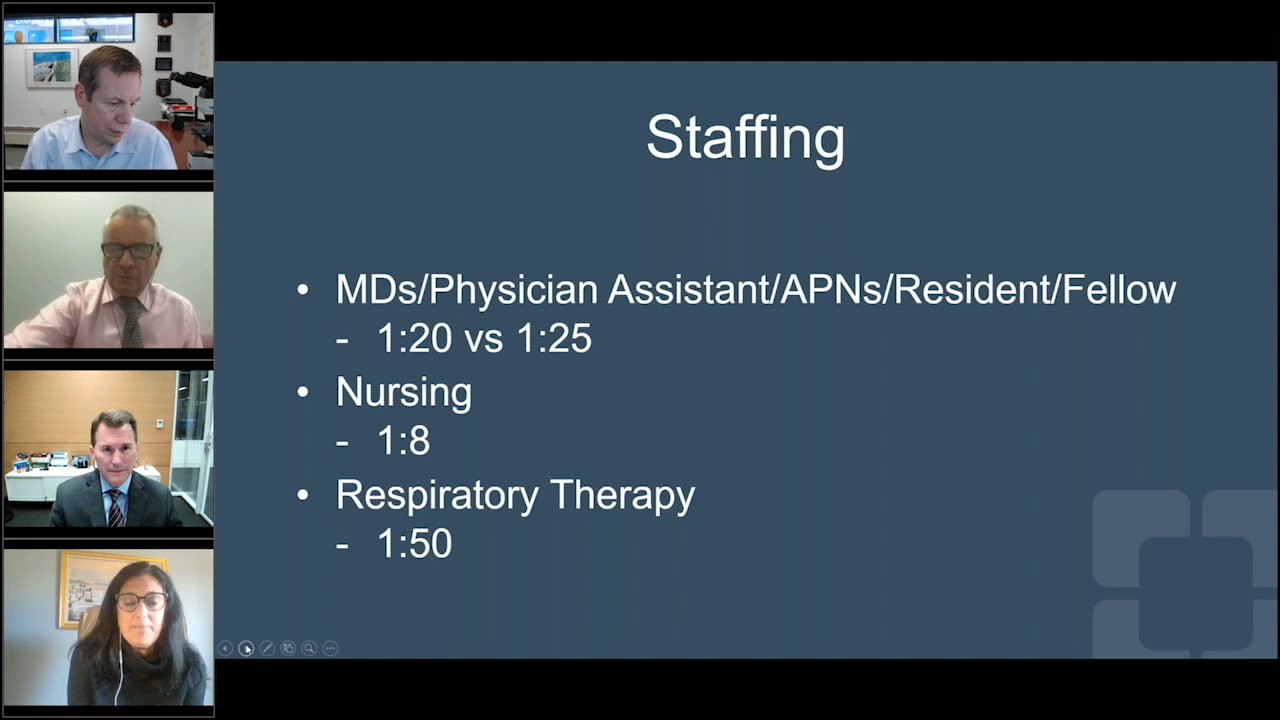 Staffing
• MDs/Physician Assistant/APNs/Resident/Fellow
- 1:20 vs 1:25
• Nursing
- 1:8
• Respiratory Therapy
- 1:50